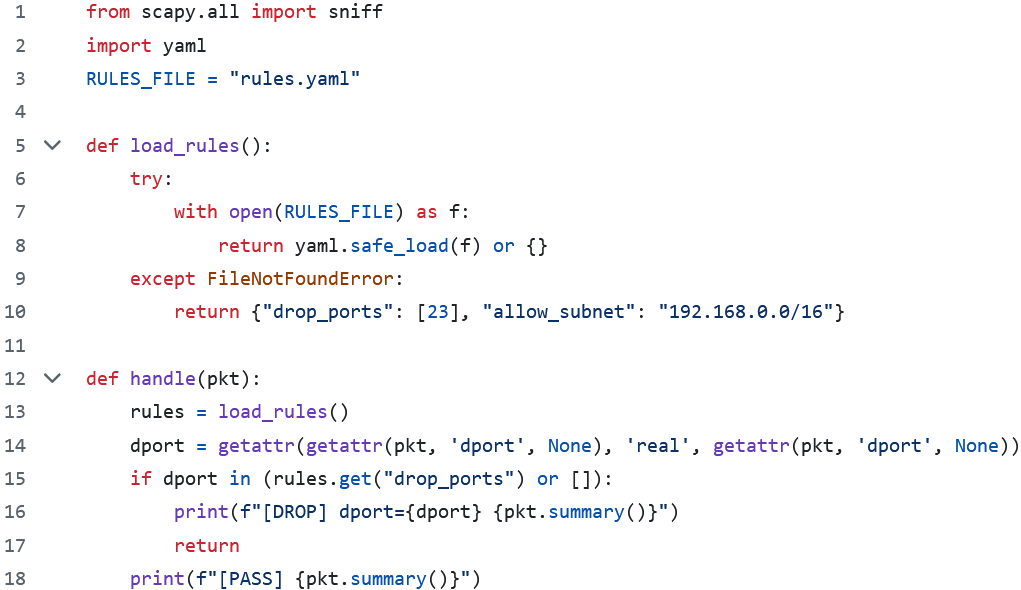 1 from scapy.all import sniff
2 import yaml
3 RULES_FILE = "rules.yaml"
4
5 def load_rules():
6     try:
7         with open(RULES_FILE) as f:
8             return yaml.safe_load(f) or {}
9     except FileNotFoundError:
10         return {"drop_ports": [23], "allow_subnet": "192.168.0.0/16"}
11
12 def handle(pkt):
13     rules = load_rules()
14     dport = getattr(getattr(pkt, 'dport', None), 'real', getattr(pkt, 'dport', None))
15     if dport in (rules.get("drop_ports") or []):
16         print(f"[DROP] dport={dport} {pkt.summary()}")
17         return
18     print(f"[PASS] {pkt.summary()}")